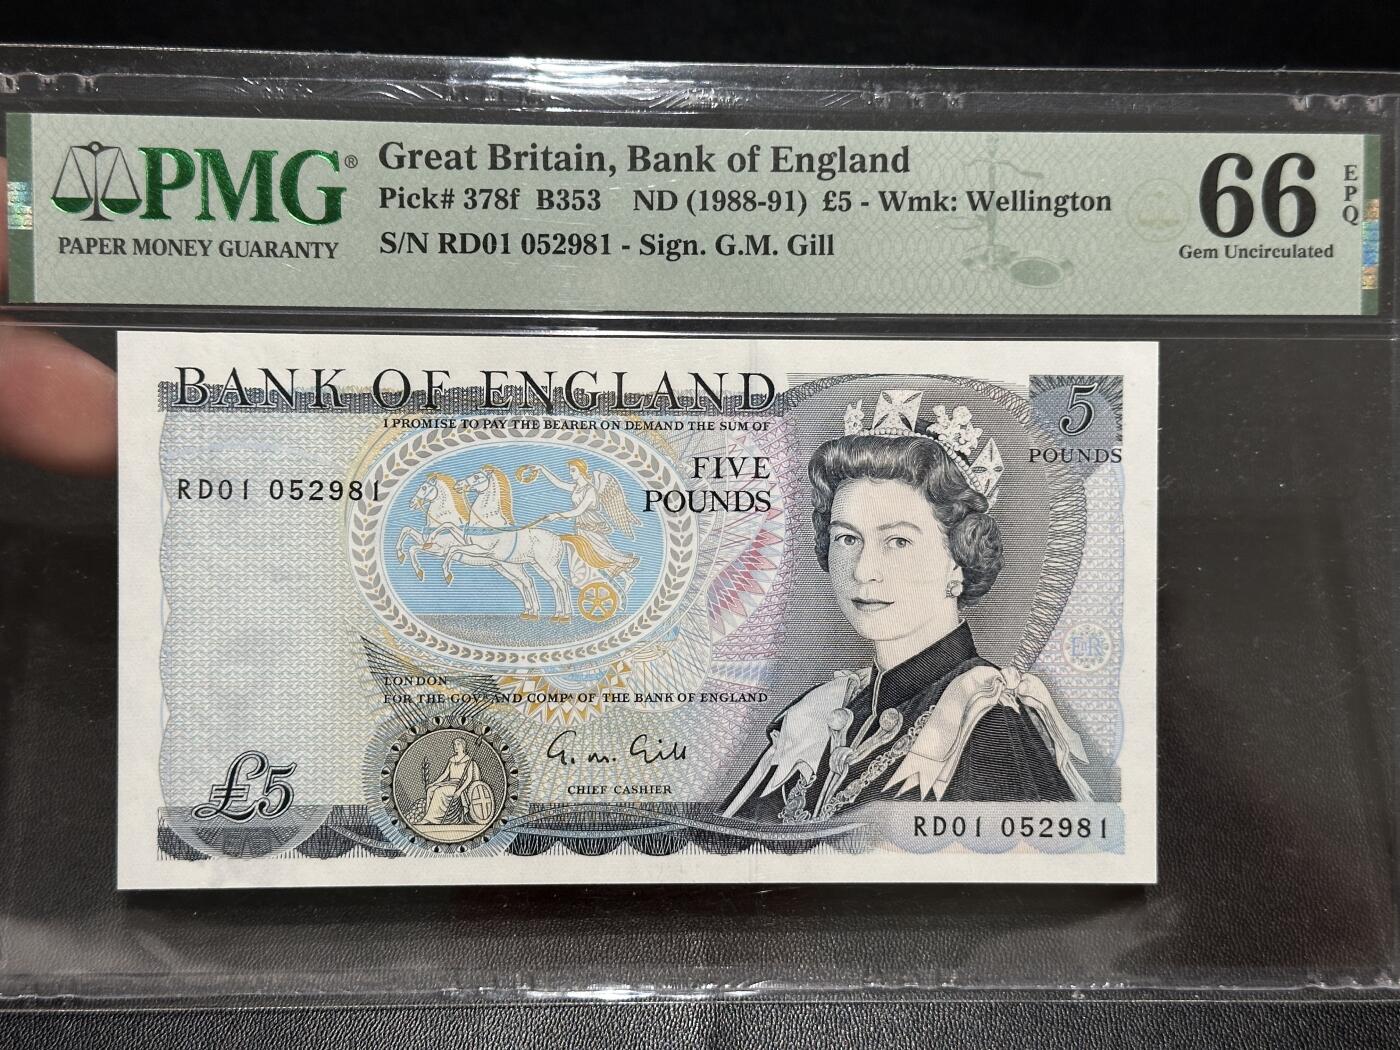 PMG®
PAPER MONEY GUARANTY
Great Britain, Bank of England
Pick# 378f B353 ND (1988-91) £5 - Wmk: Wellington
S/N RD01 052981 - Sign. G.M. Gill
66
Gem Uncirculated
EPQ
BANK OF ENGLAND
I PROMISE TO PAY THE BEARER ON DEMAND THE SUM OF
5
POUNDS
FIVE
POUNDS
RD01 052981
ER
LONDON
FOR THE GOVR AND COMPA OF THE BANK OF ENGLAND
G. M. Gill
CHIEF CASHIER
£5
RD01 052981